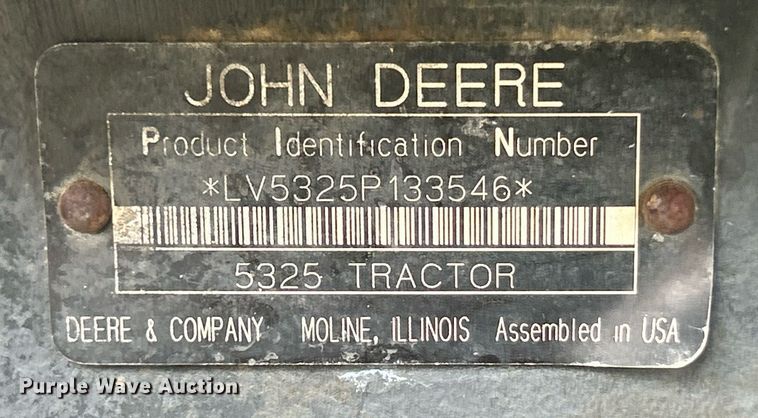 JOHN DEERE
Product Identification Number
*LV5325P133546*
5325 TRACTOR
DEERE & COMPANY MOLINE, ILLINOIS Assembled in USA
Purple Wave Auction